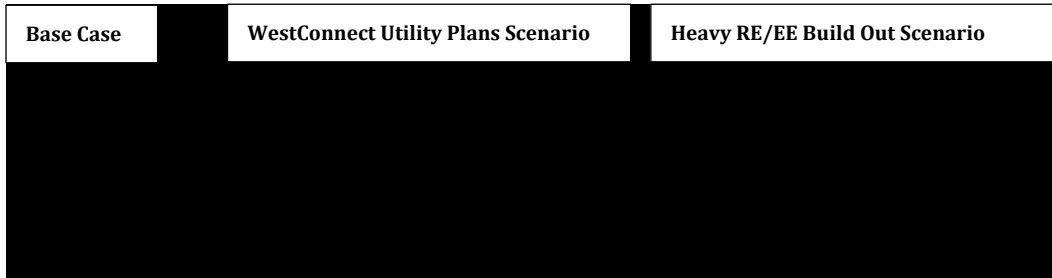 Base Case
WestConnect Utility Plans Scenario
Heavy RE/EE Build Out Scenario